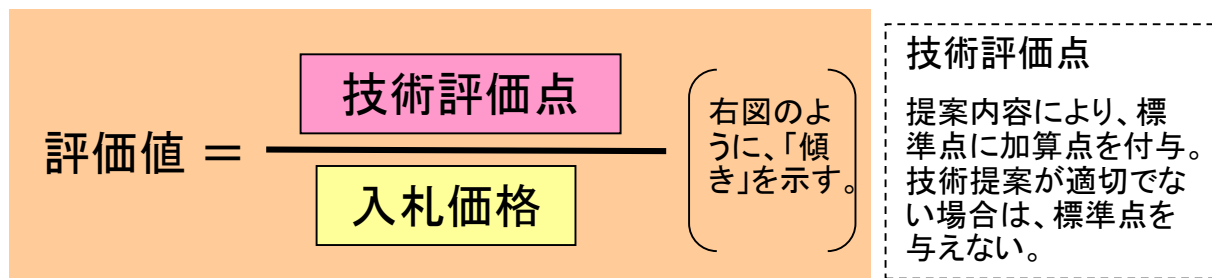 評価値 =
技術評価点
入札価格
右図のよ
うに、「傾
き」を示す。
技術評価点
提案内容により、標
準点に加算点を付与。
技術提案が適切でな
い場合は、標準点を
与えない。